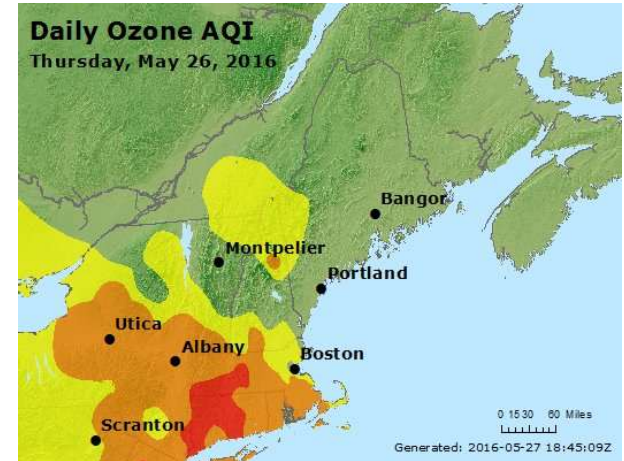 Daily Ozone AQI
Thursday, May 26, 2016
Bangor
Montpelier
Portland
Utica
Albany
Boston
Scranton
0 15 30 60 Miles
Generated: 2016-05-27 18:45:09Z